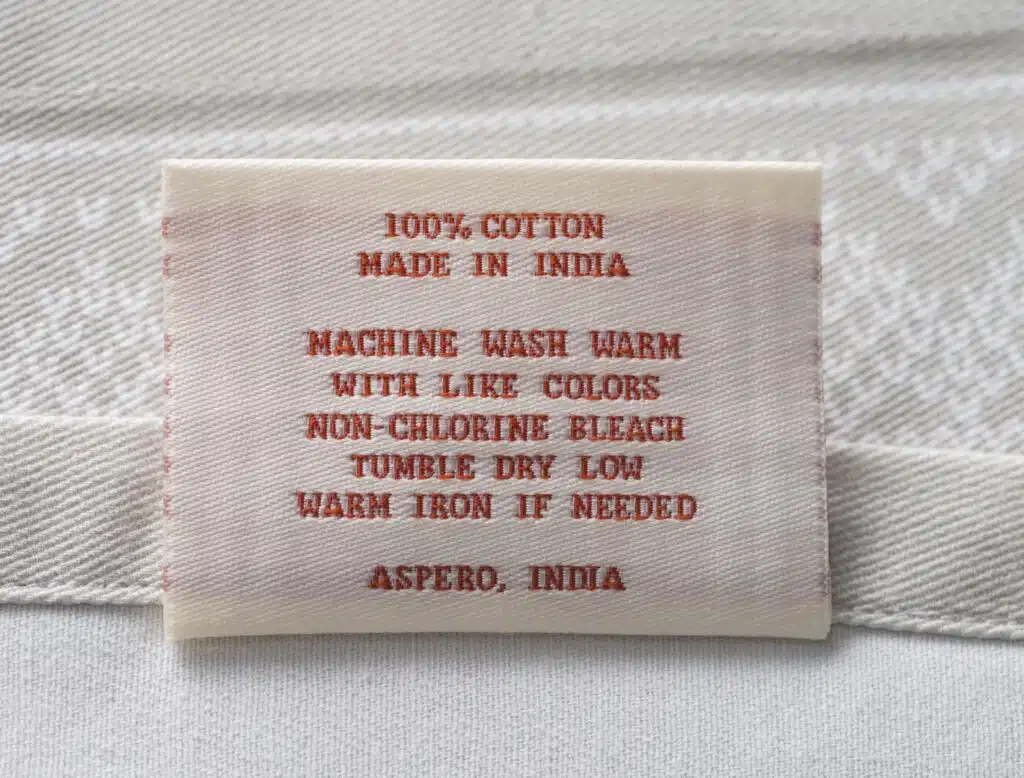 100% COTTON
MADE IN INDIA
MACHINE WASH WARM
WITH LIKE COLORS
NON-CHLORINE BLEACH
TUMBLE DRY LOW
WARM IRON IF NEEDED
ASPERO, INDIA